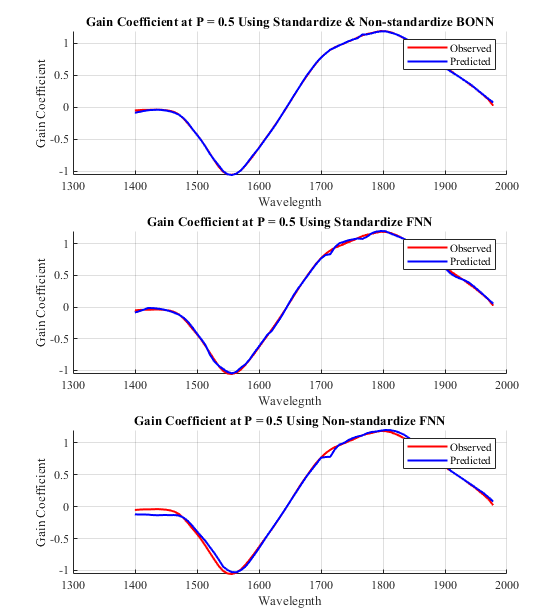 Gain Coefficient at P = 0.5 Using Standardize & Non-standardize BONN
1
0.5
0
-0.5
-1
Gain Coefficient
Observed
Predicted
1300 1400 1500 1600 1700 1800 1900 2000
Wavelegnth
Gain Coefficient at P = 0.5 Using Standardize FNN
1
0.5
0
-0.5
-1
Gain Coefficient
Observed
Predicted
1300 1400 1500 1600 1700 1800 1900 2000
Wavelegnth
Gain Coefficient at P = 0.5 Using Non-standardize FNN
1
0.5
0
-0.5
-1
Gain Coefficient
Observed
Predicted
1300 1400 1500 1600 1700 1800 1900 2000
Wavelegnth